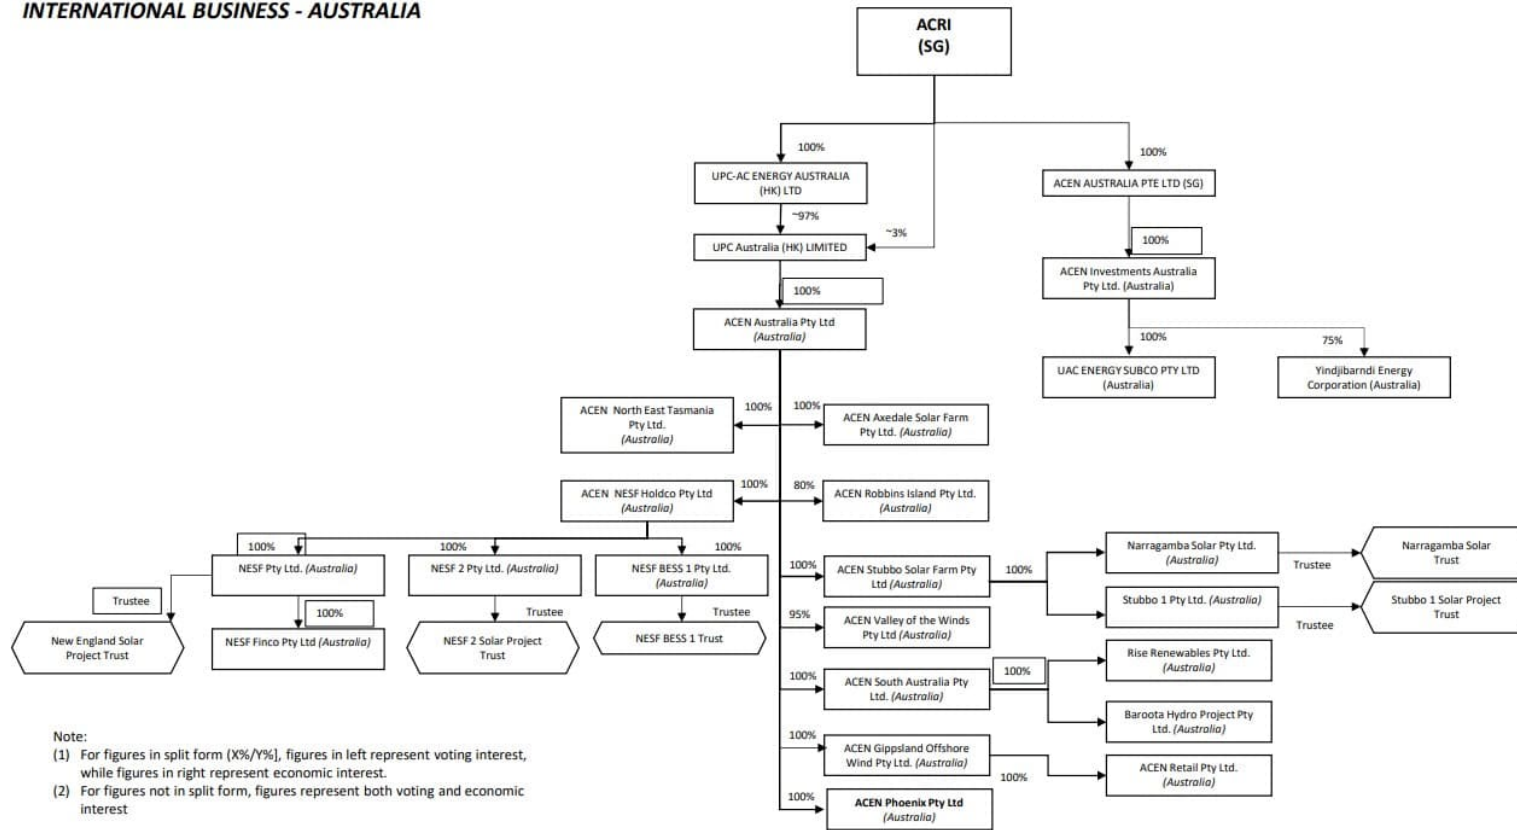 INTERNATIONAL BUSINESS - AUSTRALIA
ACRI
(SG)
100%
100%
UPC-AC ENERGY AUSTRALIA
(HK) LTD
ACEN AUSTRALIA PTE LTD (SG)
~97%
~3%
UPC Australia (HK) LIMITED
100%
100%
ACEN Investments Australia
Pty Ltd. (Australia)
ACEN Australia Pty Ltd
(Australia)
100%
75%
UAC ENERGY SUBCO PTY LTD
(Australia)
Yindjibarndi Energy
Corporation (Australia)
ACEN North East Tasmania
Pty Ltd.
(Australia)
100%
100%
ACEN Axedale Solar Farm
Pty Ltd. (Australia)
ACEN NESF Holdco Pty Ltd
(Australia)
100%
80%
ACEN Robbins Island Pty Ltd.
(Australia)
100%
100%
100%
NESF Pty Ltd. (Australia)
NESF 2 Pty Ltd. (Australia)
NESF BESS 1 Pty Ltd.
(Australia)
100%
ACEN Stubbo Solar Farm Pty
Ltd (Australia)
100%
Narragamba Solar Pty Ltd.
(Australia)
Trustee
Narragamba Solar
Trust
Stubbo 1 Pty Ltd. (Australia)
Trustee
Stubbo 1 Solar Project
Trust
Trustee
100%
Trustee
Trustee
New England Solar
Project Trust
NESF Finco Pty Ltd (Australia)
NESF 2 Solar Project
Trust
NESF BESS 1 Trust
95%
ACEN Valley of the Winds
Pty Ltd (Australia)
100%
ACEN South Australia Pty
Ltd. (Australia)
100%
Rise Renewables Pty Ltd.
(Australia)
Baroota Hydro Project Pty
Ltd. (Australia)
100%
ACEN Gippsland Offshore
Wind Pty Ltd. (Australia)
100%
ACEN Retail Pty Ltd.
(Australia)
100%
ACEN Phoenix Pty Ltd
(Australia)
Note:
(1) For figures in split form (X%/Y%], figures in left represent voting interest,
while figures in right represent economic interest.
(2) For figures not in split form, figures represent both voting and economic
interest